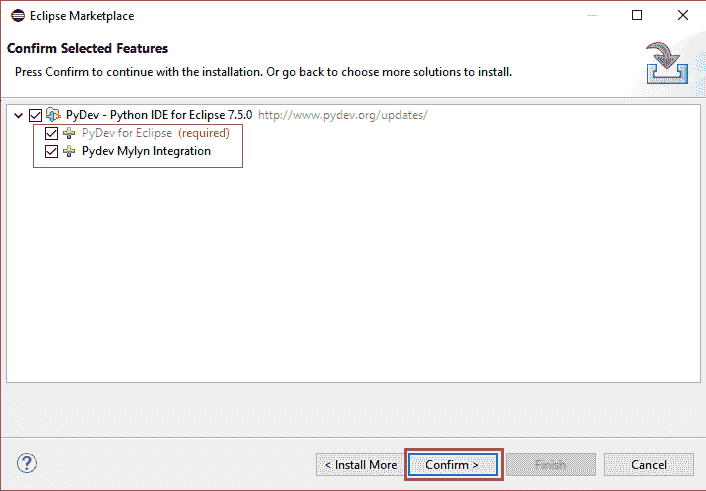 Eclipse Marketplace
Confirm Selected Features
Press Confirm to continue with the installation. Or go back to choose more solutions to install.
PyDev - Python IDE for Eclipse 7.5.0 http://www.pydev.org/updates/
PyDev for Eclipse (required)
Pydev Mylyn Integration
? < Install More Confirm > Finish Cancel